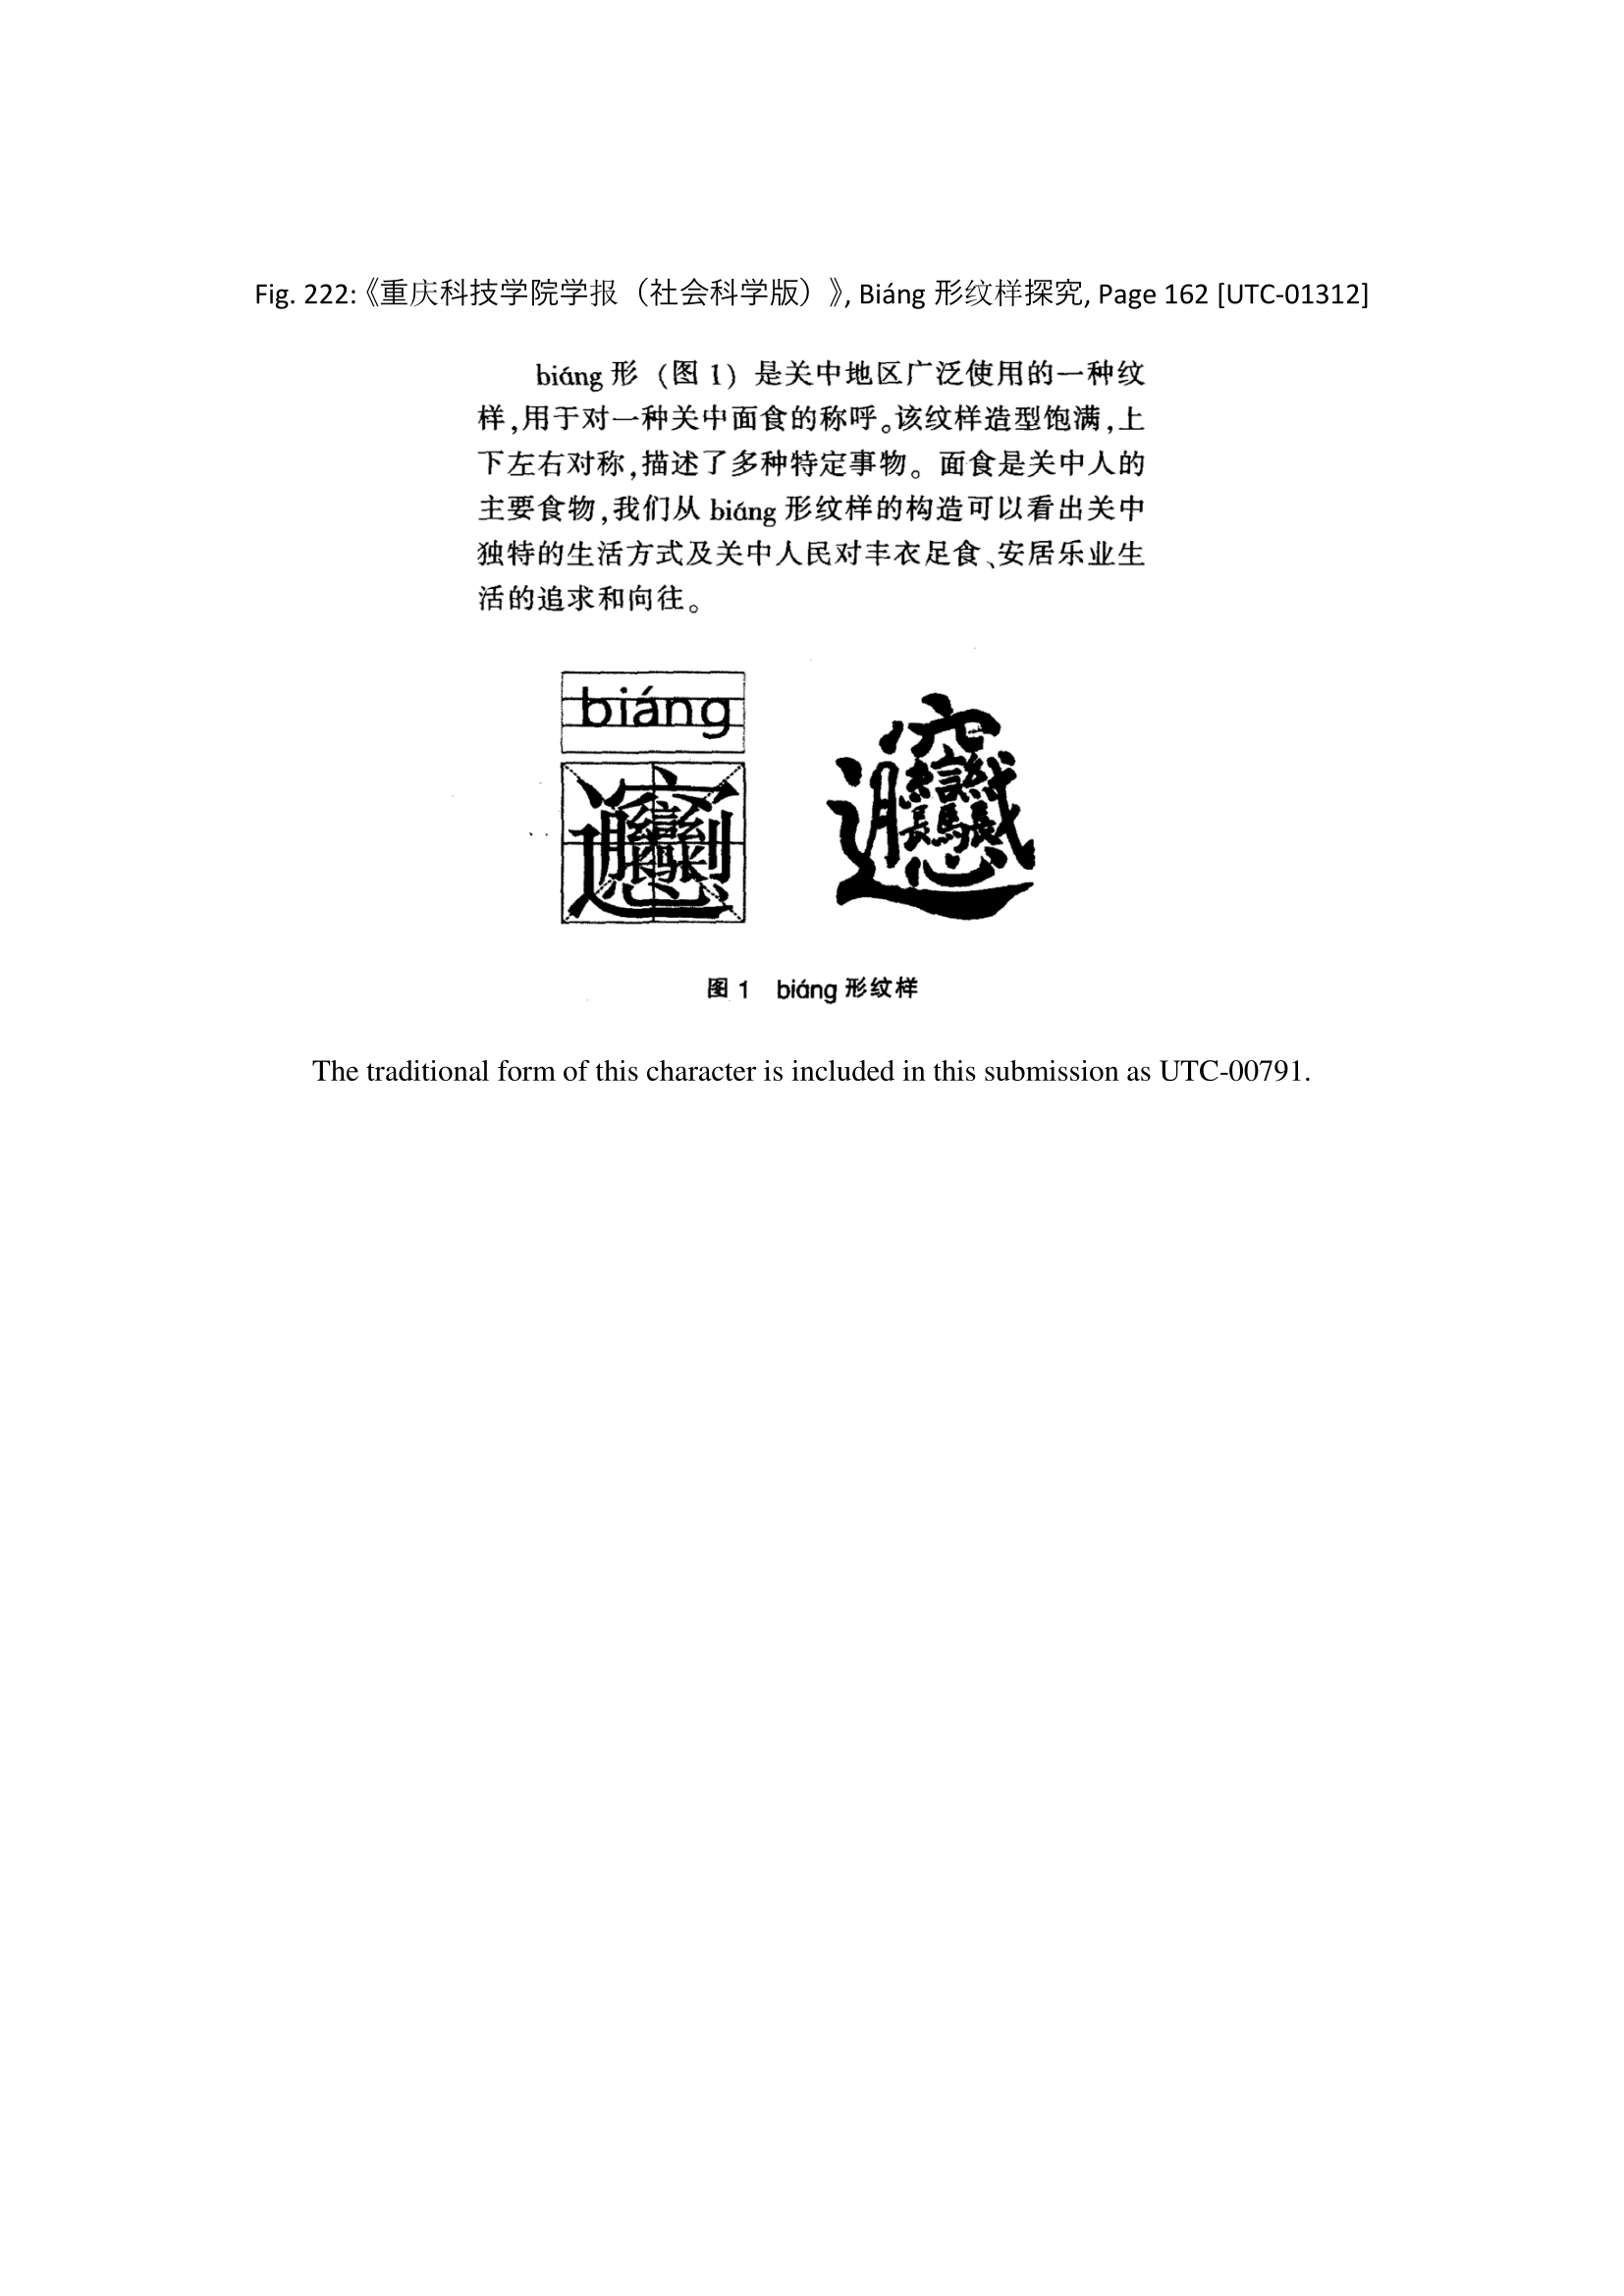 Fig. 222:《重庆科技学院学报（社会科学版）》, Biáng 形纹样探究, Page 162 [UTC-01312]
biáng 形（图 1）是关中地区广泛使用的一种纹
样,用于对一种关中面食的称呼。该纹样造型饱满,上
下左右对称,描述了多种特定事物。面食是关中人的
主要食物,我们从 biáng 形纹样的构造可以看出关中
独特的生活方式及关中人民对丰衣足食、安居乐业生
活的追求和向往。
biáng
图 1 biáng 形纹样
The traditional form of this character is included in this submission as UTC-00791.